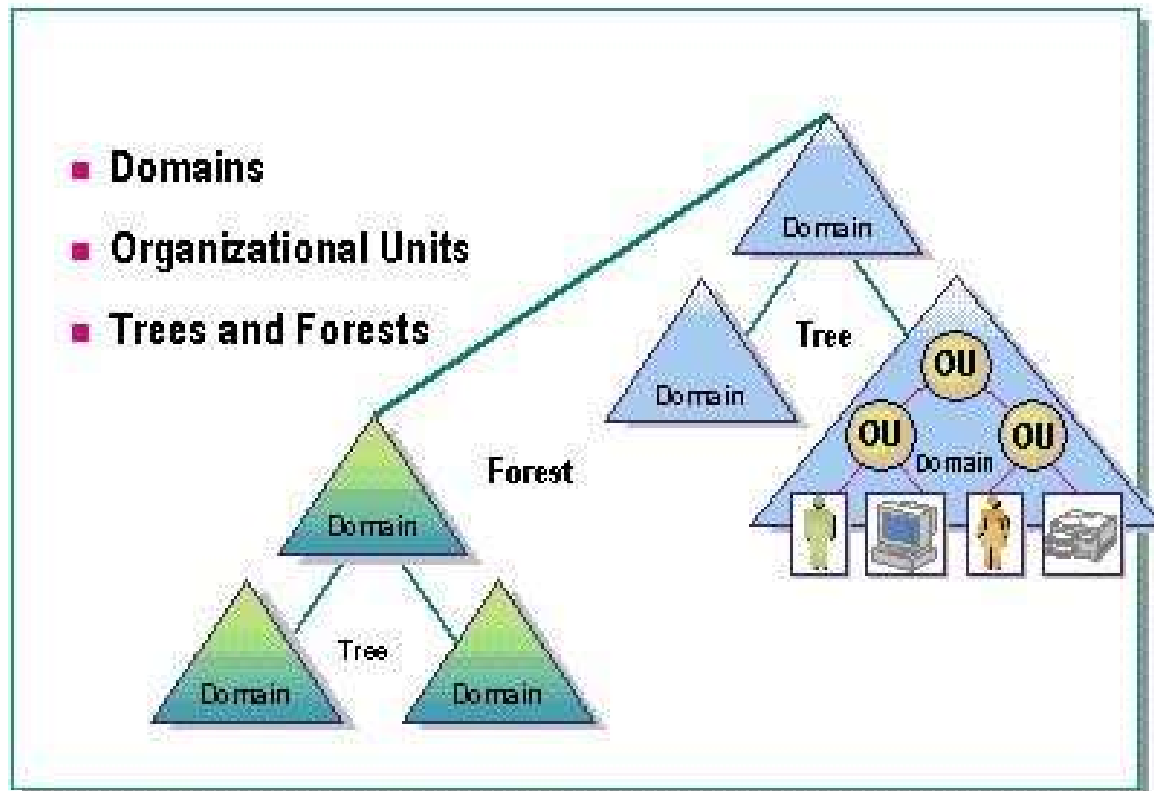 Domains
Organizational Units
Trees and Forests
Domain
Tree
Domain
OU
OU
OU
Domain
Forest
Domain
Tree
Domain
Domain